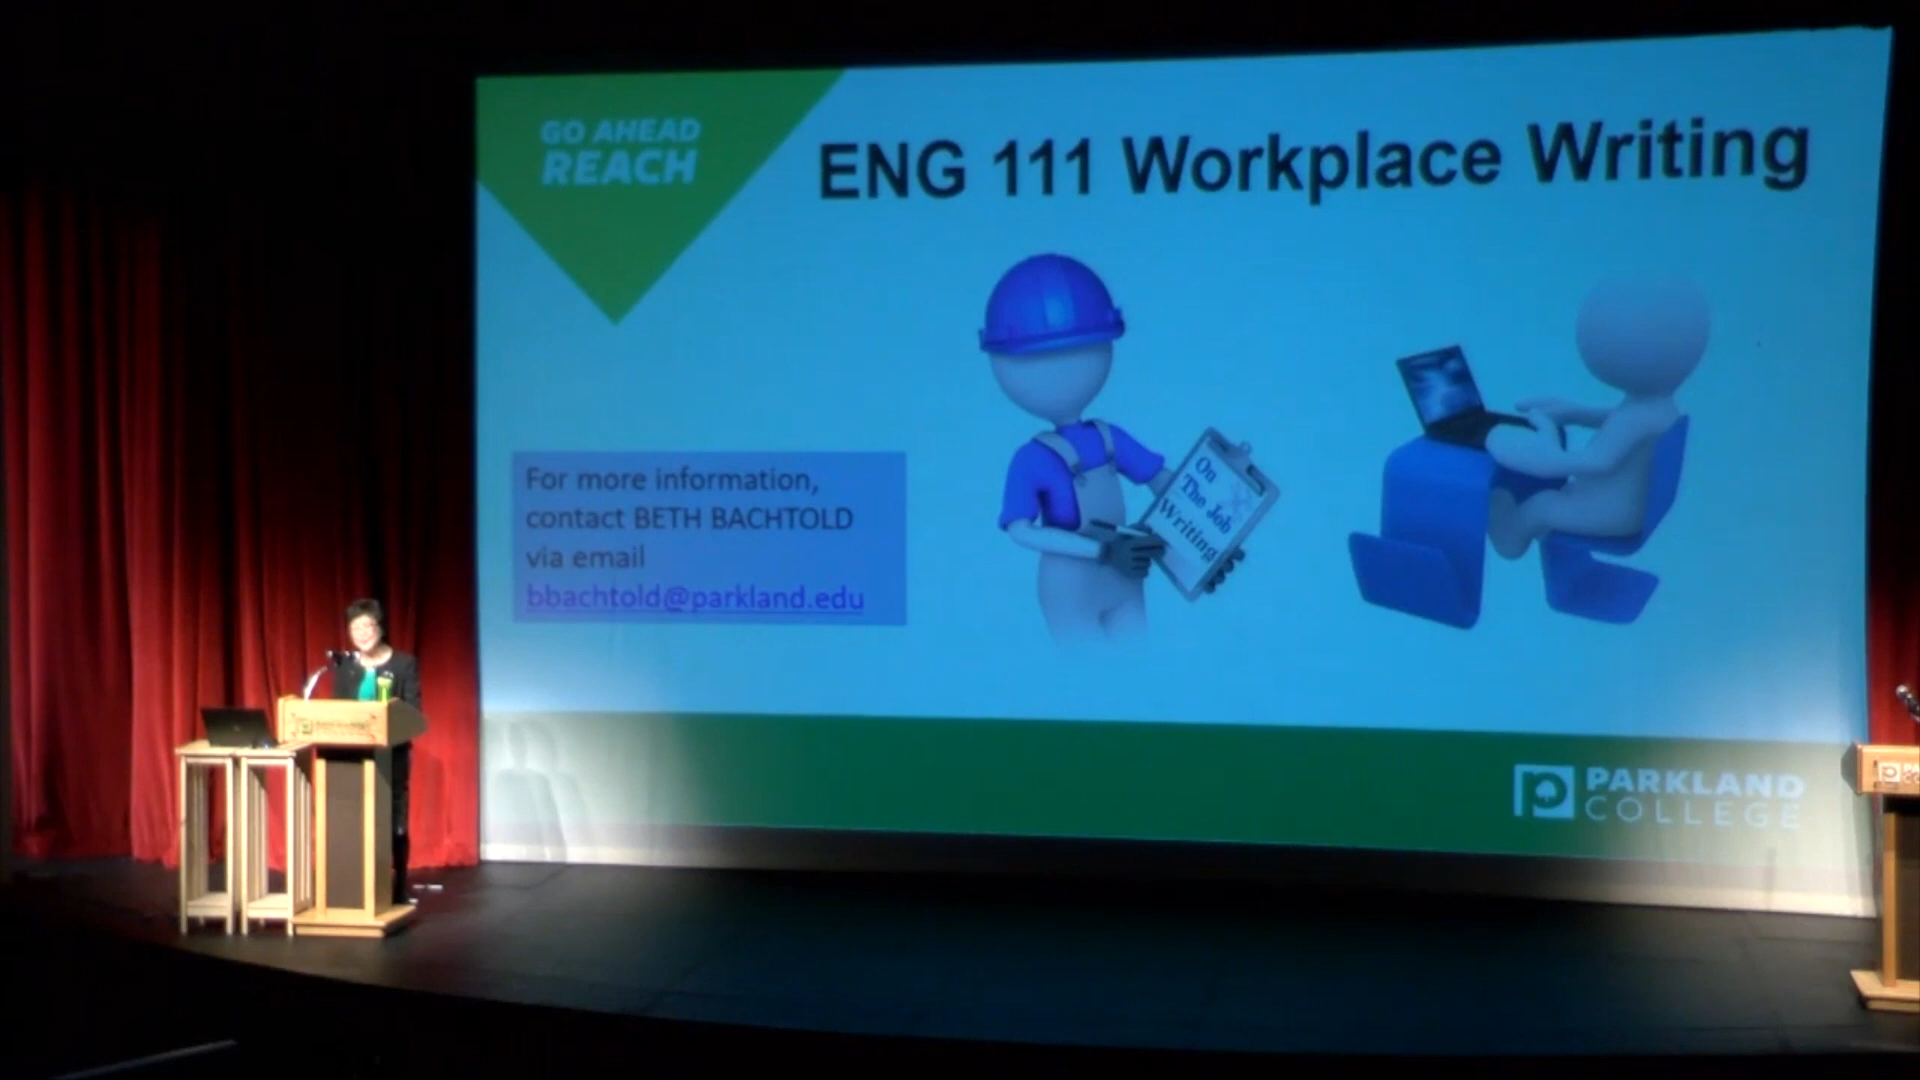 GO AHEAD
REACH
ENG 111 Workplace Writing
For more information,
contact BETH BACHTOLD
via email
bbachtold@parkland.edu
On
The Job
Writing
PARKLAND
COLLEGE